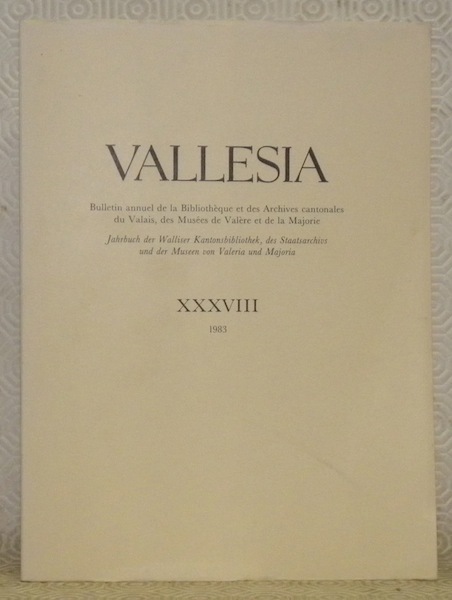 VALLESIA
Bulletin annuel de la Bibliothèque et des Archives cantonales
du Valais, des Musées de Valère et de la Majorie
Jahrbuch der Walliser Kantonsbibliothek, des Staatsarchivs
und der Museen von Valeria und Majoria
XXXVIII
1983